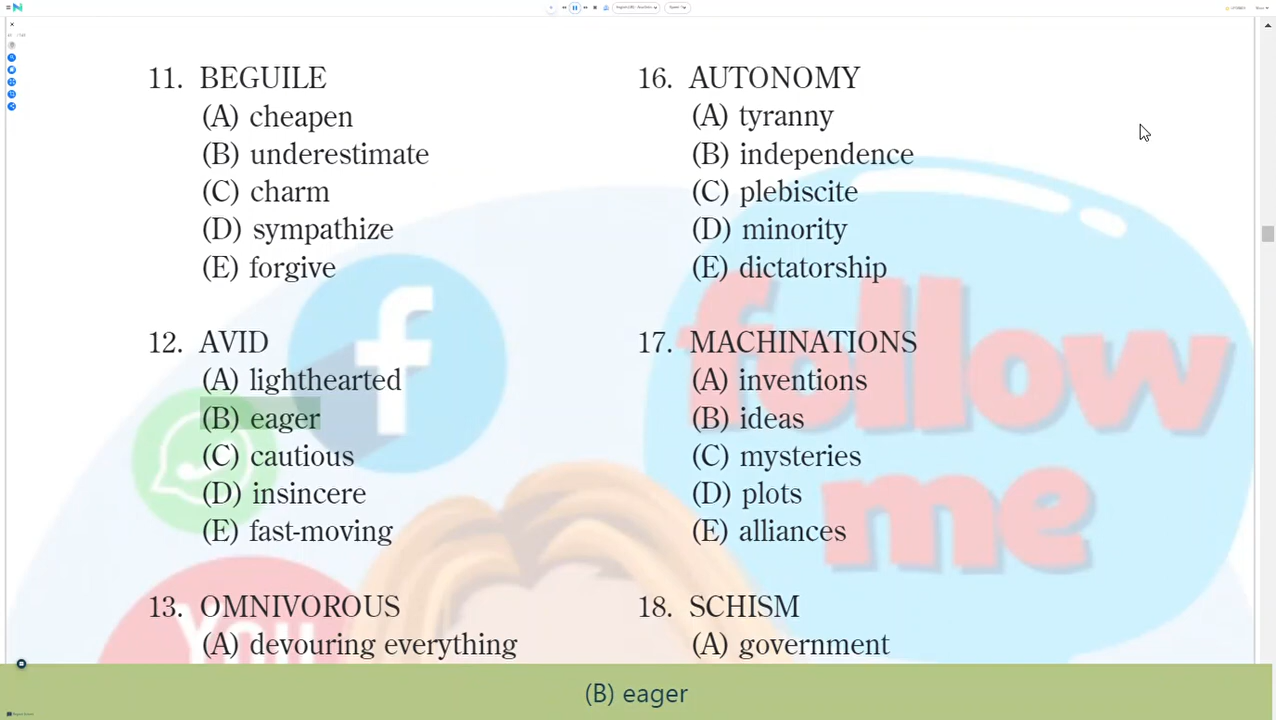 11. BEGUILE
(A) cheapen
(B) underestimate
(C) charm
(D) sympathize
(E) forgive
12. AVID
(A) lighthearted
(B) eager
(C) cautious
(D) insincere
(E) fast-moving
13. OMNIVOROUS
(A) devouring everything
16. AUTONOMY
(A) tyranny
(B) independence
(C) plebiscite
(D) minority
(E) dictatorship
17. MACHINATIONS
(A) inventions
(B) ideas
(C) mysteries
(D) plots
(E) alliances
18. SCHISM
(A) government
follow
me
YOU
(B) eager